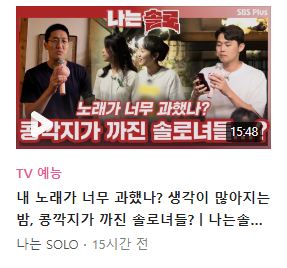 나는 솔로
SBS Plus
노래가 너무 과했나?
콩깍지가 까진 솔로녀들?
15:48
TV 예능
내 노래가 너무 과했나? 생각이 많아지는
밤, 콩깍지가 까진 솔로녀들? | 나는솔...
나는 SOLO · 15시간 전